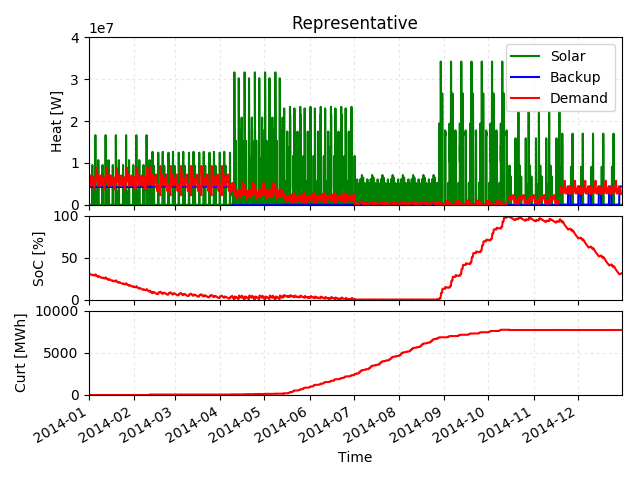 Representative
1e7
4
3
2
1
0
Heat [W]
Solar
Backup
Demand
100
50
0
SoC [%]
10000
5000
0
Curt [MWh]
2014-01
2014-02
2014-03
2014-04
2014-05
2014-06
2014-07
2014-08
2014-09
2014-10
2014-11
2014-12
Time